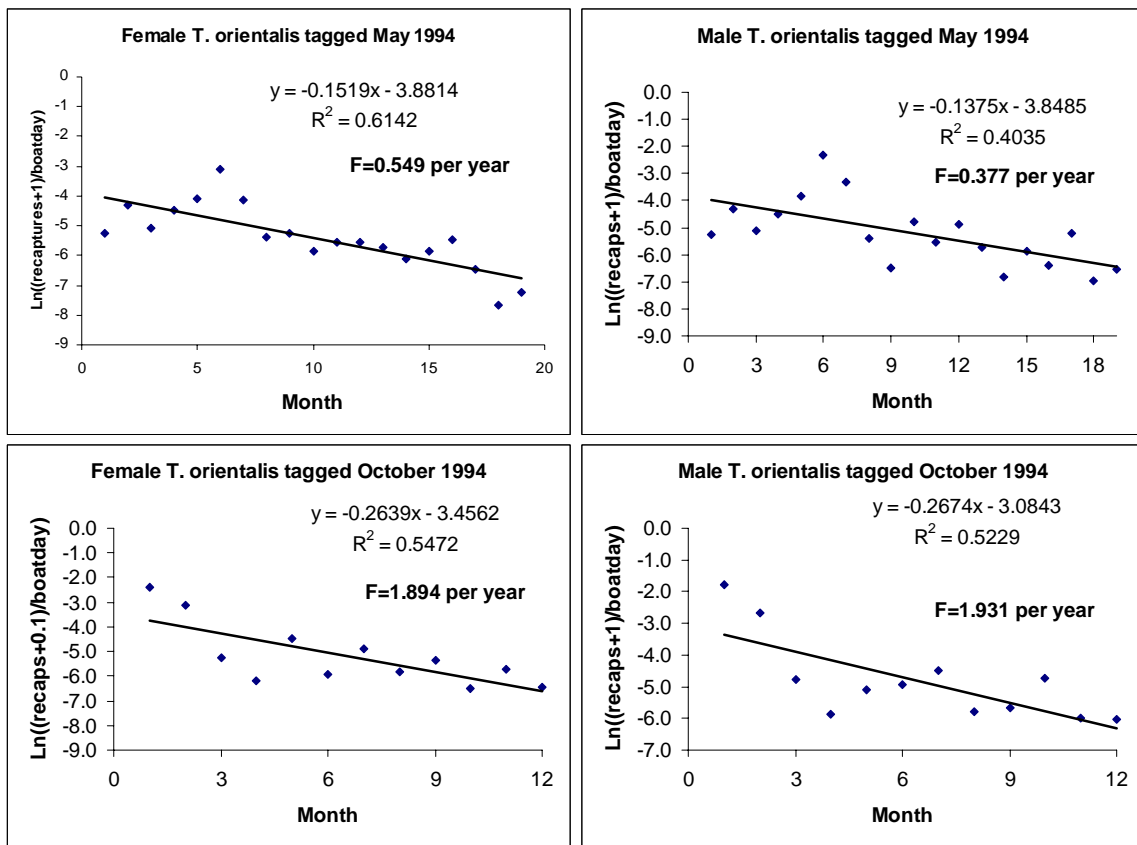 Female T. orientalis tagged May 1994
y = -0.1519x - 3.8814
R² = 0.6142
F=0.549 per year
Ln((recaptures+1)/boatday)
0
-1
-2
-3
-4
-5
-6
-7
-8
-9
0 5 10 15 20
Month
Male T. orientalis tagged May 1994
y = -0.1375x - 3.8485
R² = 0.4035
F=0.377 per year
Ln((recaps+1)/boatday)
0.0
-1.0
-2.0
-3.0
-4.0
-5.0
-6.0
-7.0
-8.0
-9.0
0 3 6 9 12 15 18
Month
Female T. orientalis tagged October 1994
y = -0.2639x - 3.4562
R² = 0.5472
F=1.894 per year
Ln((recaps+0.1)/boatday)
0.0
-1.0
-2.0
-3.0
-4.0
-5.0
-6.0
-7.0
-8.0
-9.0
0 3 6 9 12
Month
Male T. orientalis tagged October 1994
y = -0.2674x - 3.0843
R² = 0.5229
F=1.931 per year
Ln((recaps+1)/boatday)
0.0
-1.0
-2.0
-3.0
-4.0
-5.0
-6.0
-7.0
0 3 6 9 12
Month